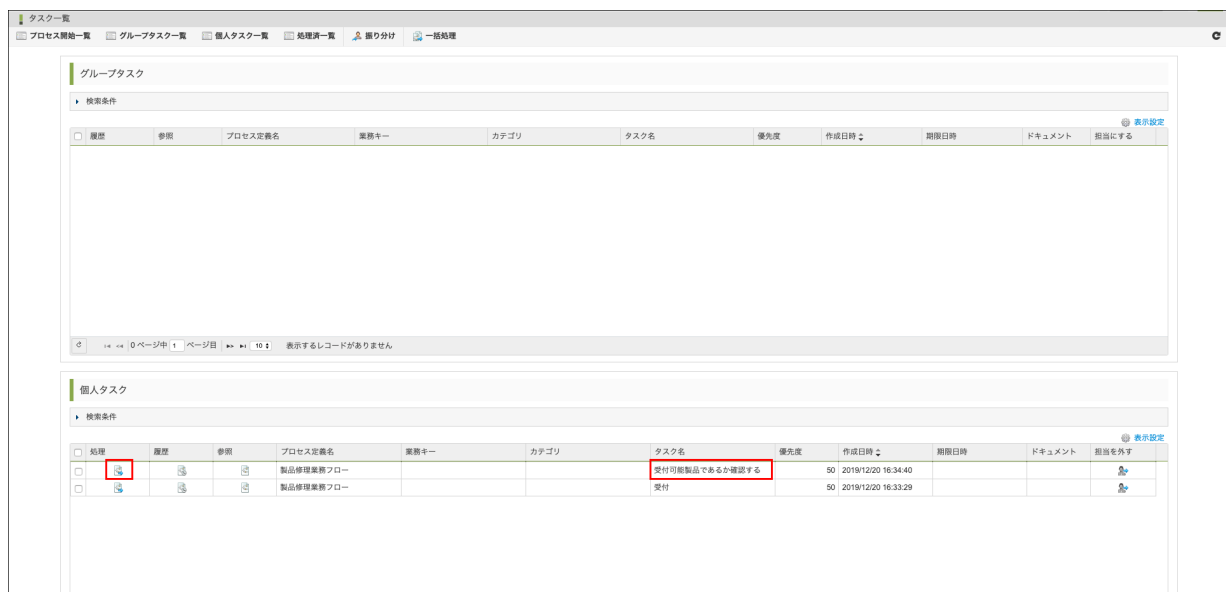 タスク一覧
プロセス開始一覧 グループタスク一覧 個人タスク一覧 処理済一覧 振り分け 一括処理
グループタスク
検索条件
表示設定
履歴 参照 プロセス定義名 業務キー カテゴリ タスク名 優先度 作成日時 期限日時 ドキュメント 担当にする
0 ページ中 1 ページ目 10 表示するレコードがありません
個人タスク
検索条件
表示設定
処理 履歴 参照 プロセス定義名 業務キー カテゴリ タスク名 優先度 作成日時 期限日時 ドキュメント 担当を外す
製品修理業務フロー 受付可能製品であるか確認する 50 2019/12/20 16:34:40
製品修理業務フロー 受付 50 2019/12/20 16:33:29